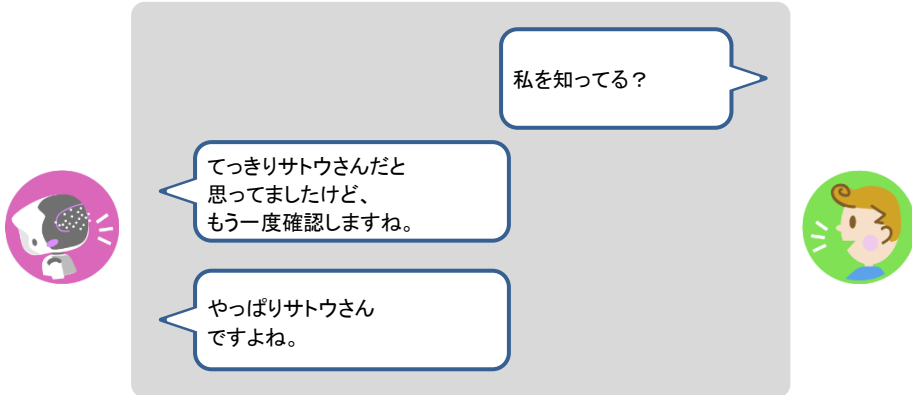 私を知ってる？
てっきりサトウさんだと
思ってましたけど、
もう一度確認しますね。
やっぱりサトウさん
ですよね。